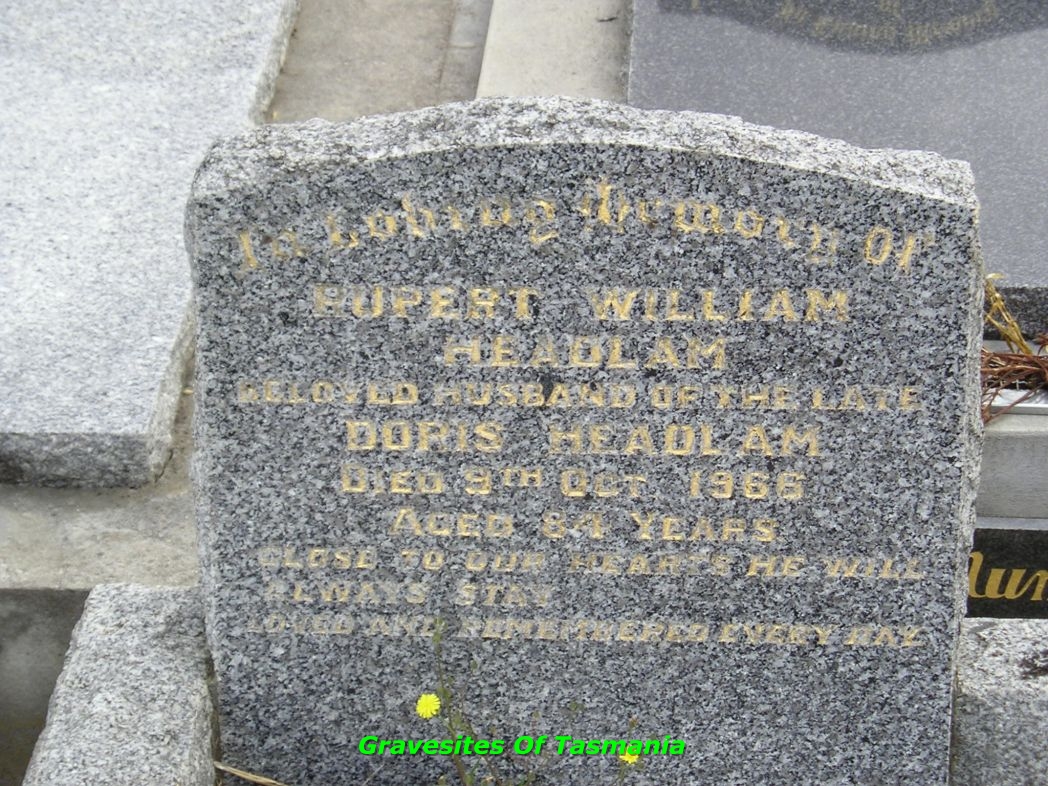 In Loving Memory Of
RUPERT WILLIAM
HEADLAM
BELOVED HUSBAND OF THE LATE
DORIS HEADLAM
DIED 9TH OCT. 1966
AGED 84 YEARS
CLOSE TO OUR HEARTS HE WILL
ALWAYS STAY
LOVED AND REMEMBERED EVERY DAY
Gravesites Of Tasmania